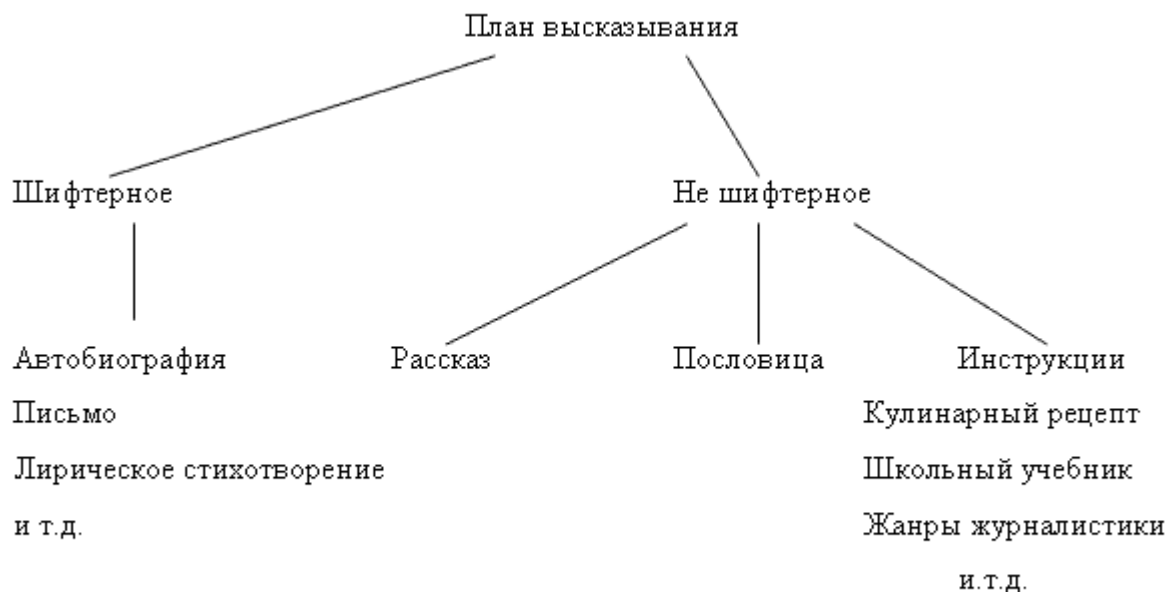 План высказывания
Шифтерное
Не шифтерное
Автобиография
Рассказ
Пословица
Инструкции
Письмо
Кулинарный рецепт
Лирическое стихотворение
Школьный учебник
и т.д.
Жанры журналистики
и.т.д.